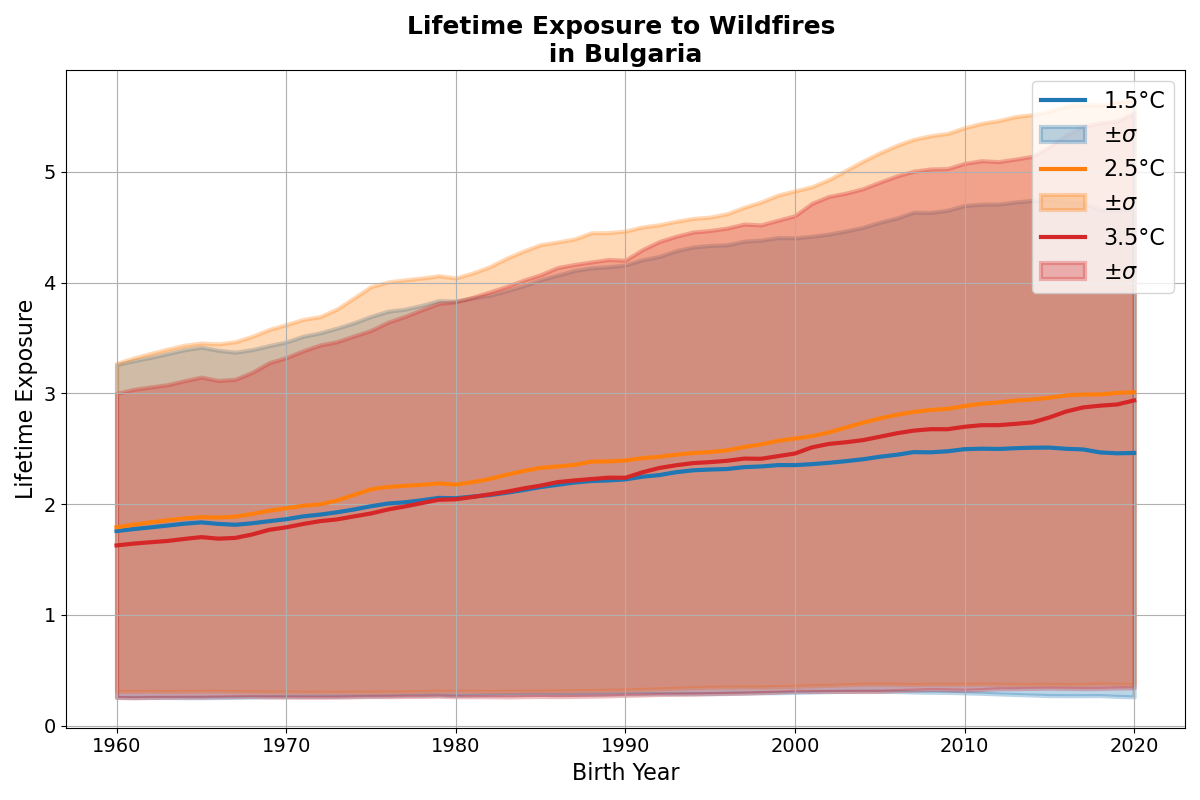 Lifetime Exposure to Wildfires
in Bulgaria
1.5°C
±σ
2.5°C
±σ
3.5°C
±σ
Lifetime Exposure
5
4
3
2
1
0
1960 1970 1980 1990 2000 2010 2020
Birth Year